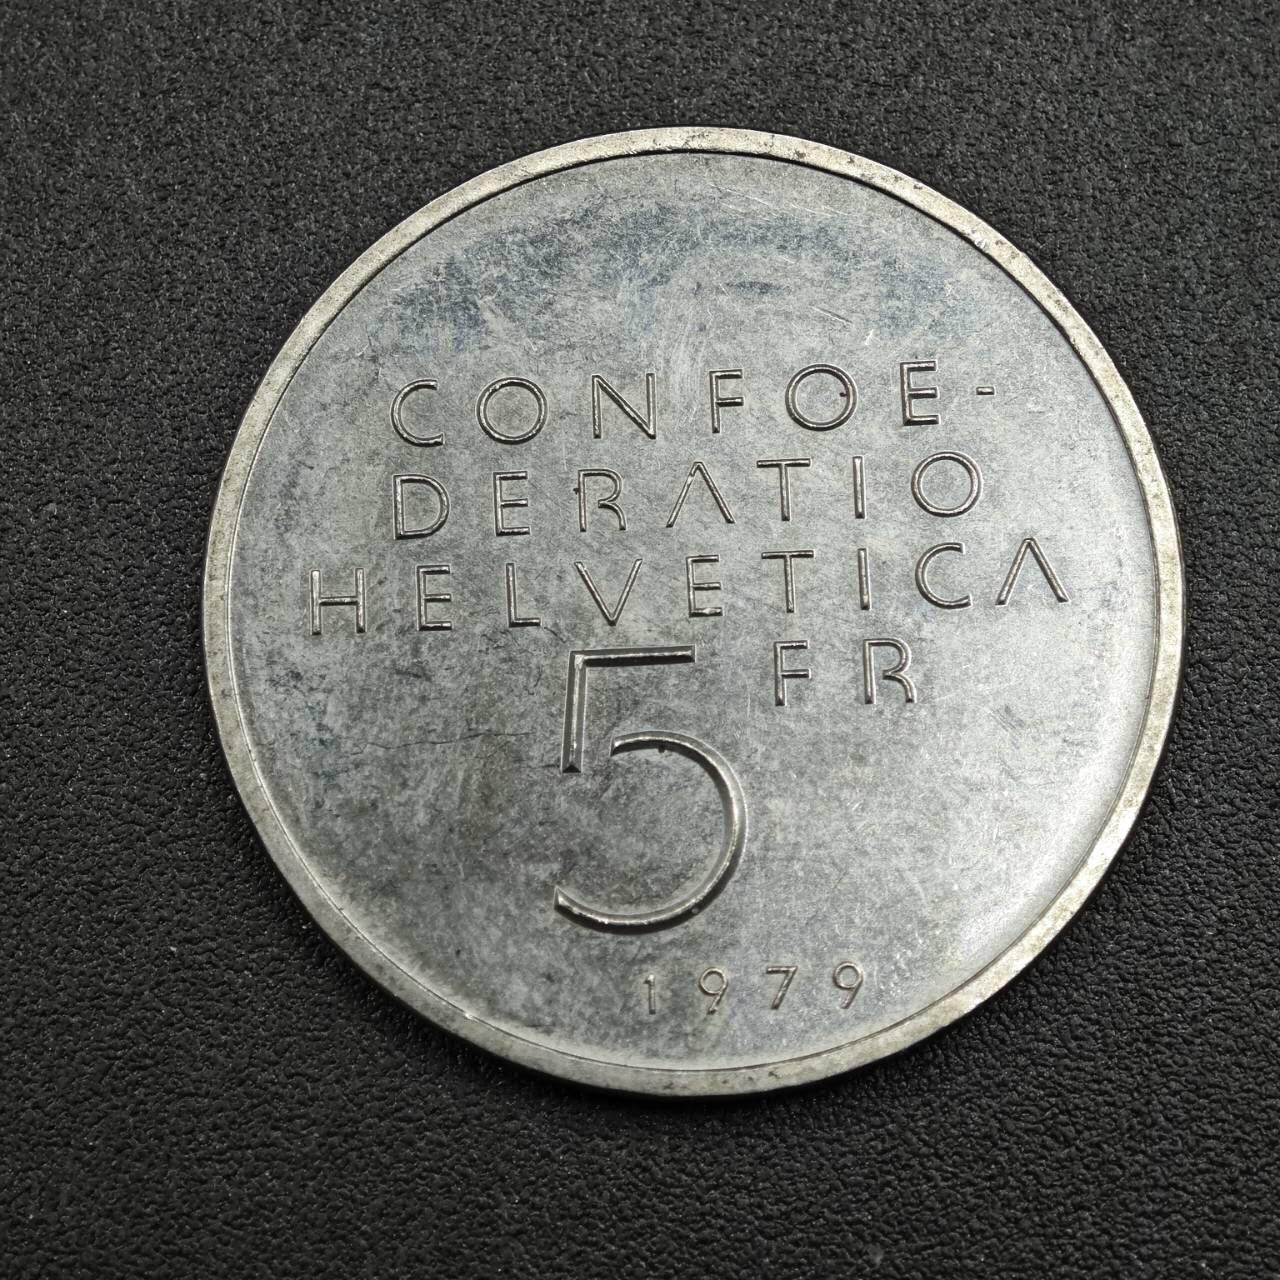 CONFOE-
DERATIO
HELVETICA
5 FR
1979